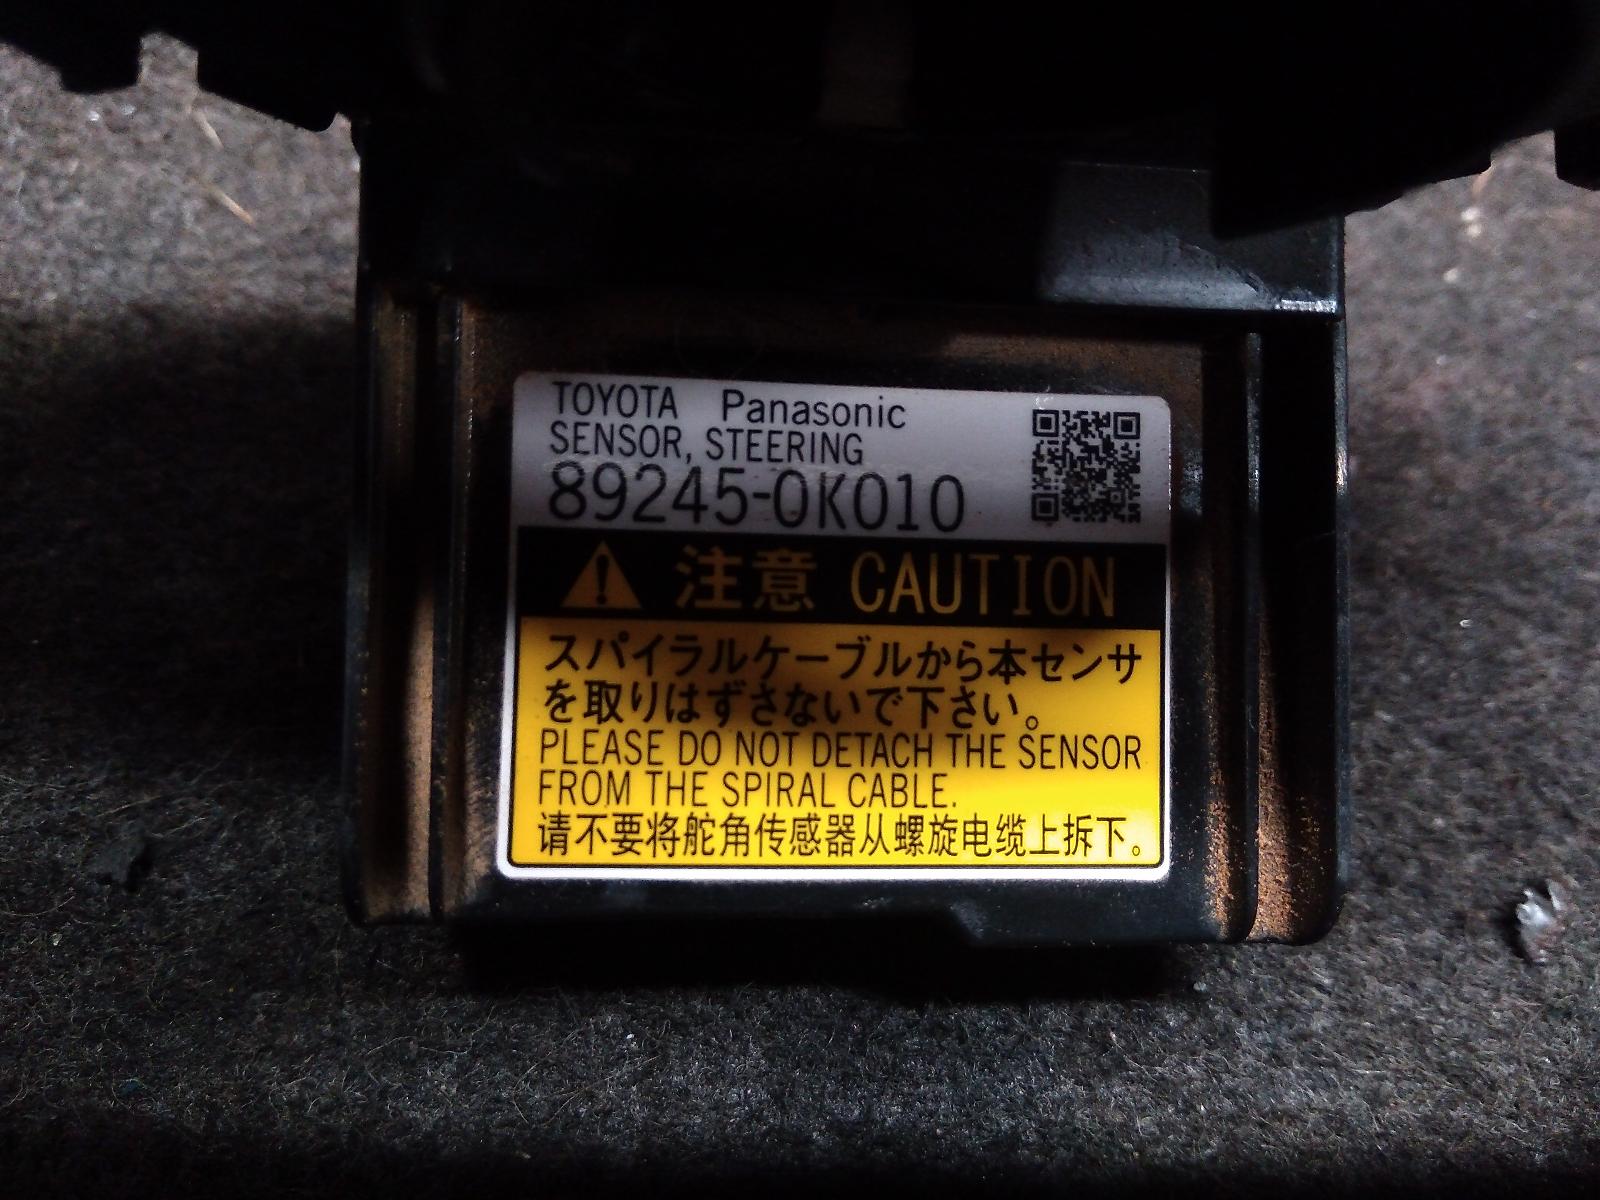 TOYOTA Panasonic
SENSOR, STEERING
89245-0K010
注意 CAUTION
スパイラルケーブルから本センサ
を取りはずさないで下さい。
PLEASE DO NOT DETACH THE SENSOR
FROM THE SPIRAL CABLE.
请不要将舵角传感器从螺旋电缆上拆下。